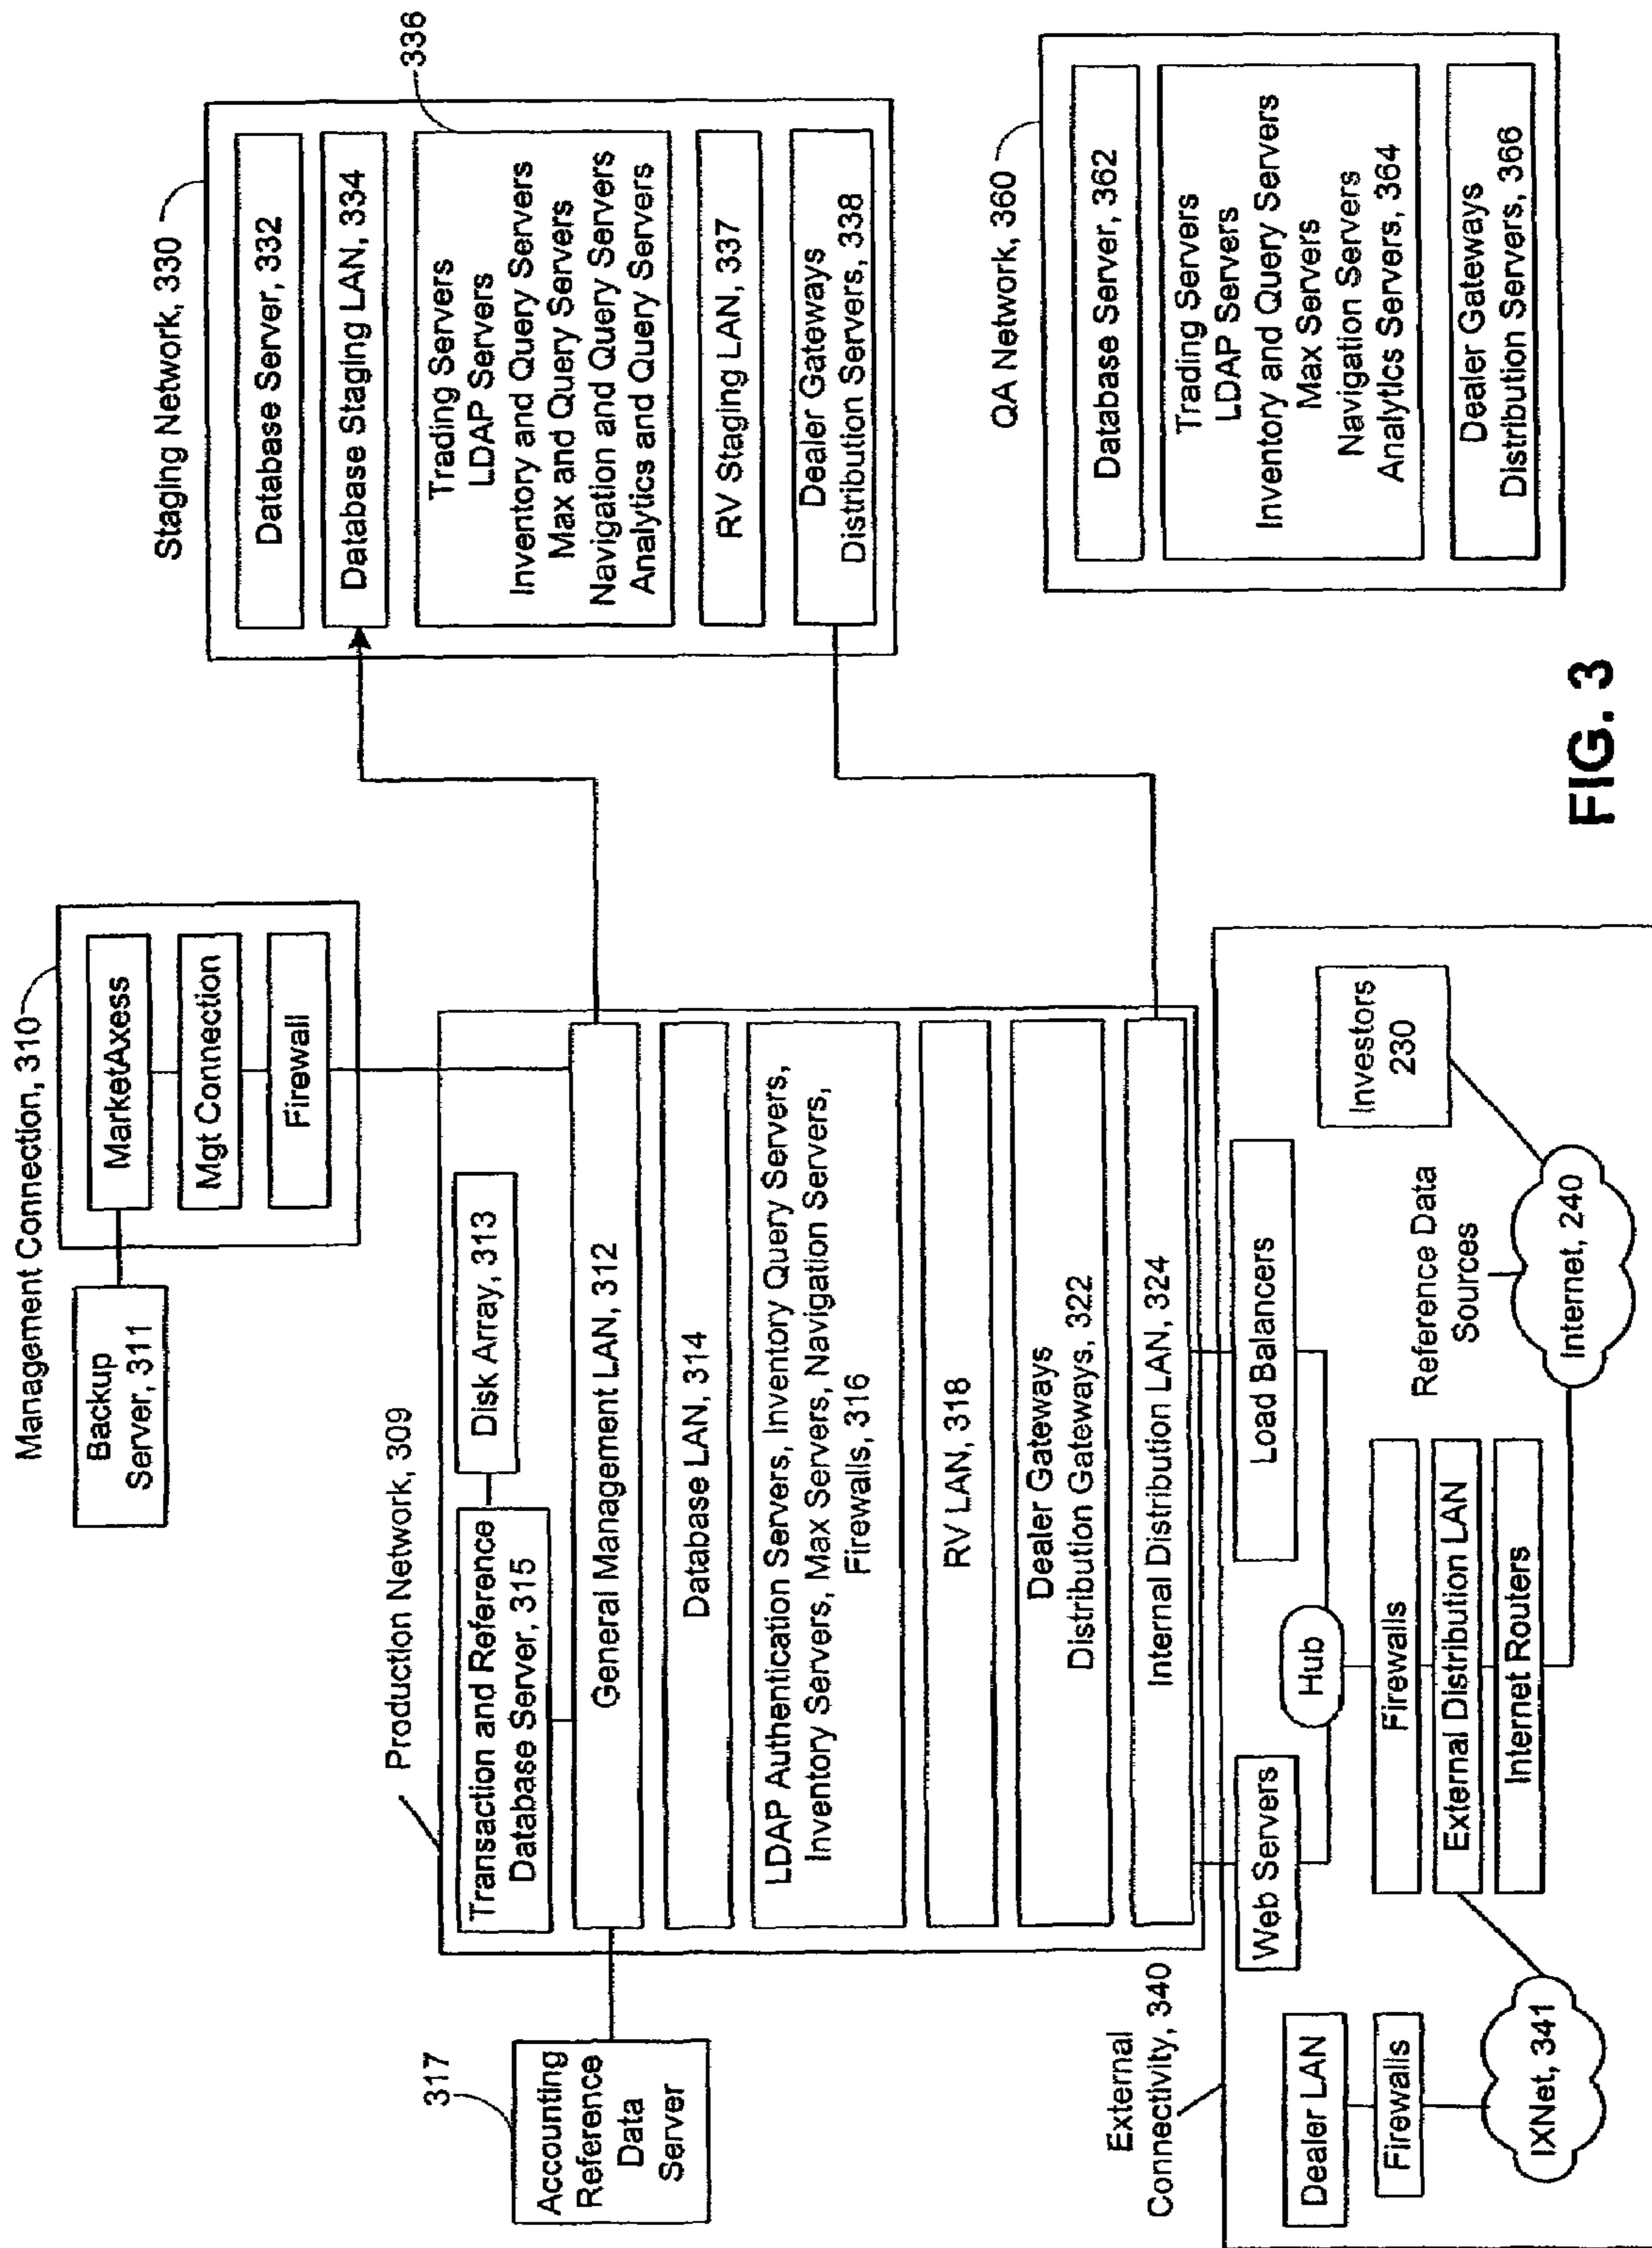 Management Connection, 310
Backup
Server, 311
MarketAxess
Mgt Connection
Firewall
Production Network, 309
317
Accounting
Reference
Data
Server
Transaction and Reference
Database Server, 315
Disk Array, 313
General Management LAN, 312
Database LAN, 314
LDAP Authentication Servers, Inventory Query Servers,
Inventory Servers, Max Servers, Navigation Servers,
Firewalls, 316
RV LAN, 318
Dealer Gateways
Distribution Gateways, 322
Internal Distribution LAN, 324
Staging Network, 330
Database Server, 332
Database Staging LAN, 334
336
Trading Servers
LDAP Servers
Inventory and Query Servers
Max and Query Servers
Navigation and Query Servers
Analytics and Query Servers
RV Staging LAN, 337
Dealer Gateways
Distribution Servers, 338
QA Network, 360
Database Server, 362
Trading Servers
LDAP Servers
Inventory and Query Servers
Max Servers
Navigation Servers
Analytics Servers, 364
Dealer Gateways
Distribution Servers, 366
External
Connectivity, 340
Web Servers
Load Balancers
Hub
Dealer LAN
Firewalls
IXNet, 341
Firewalls
External Distribution LAN
Internet Routers
Reference Data
Sources
Internet, 240
Investors
230
FIG. 3